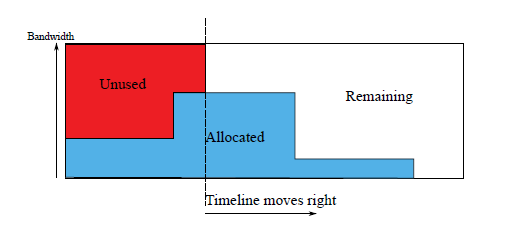 Bandwidth
Unused
Remaining
Allocated
Timeline moves right